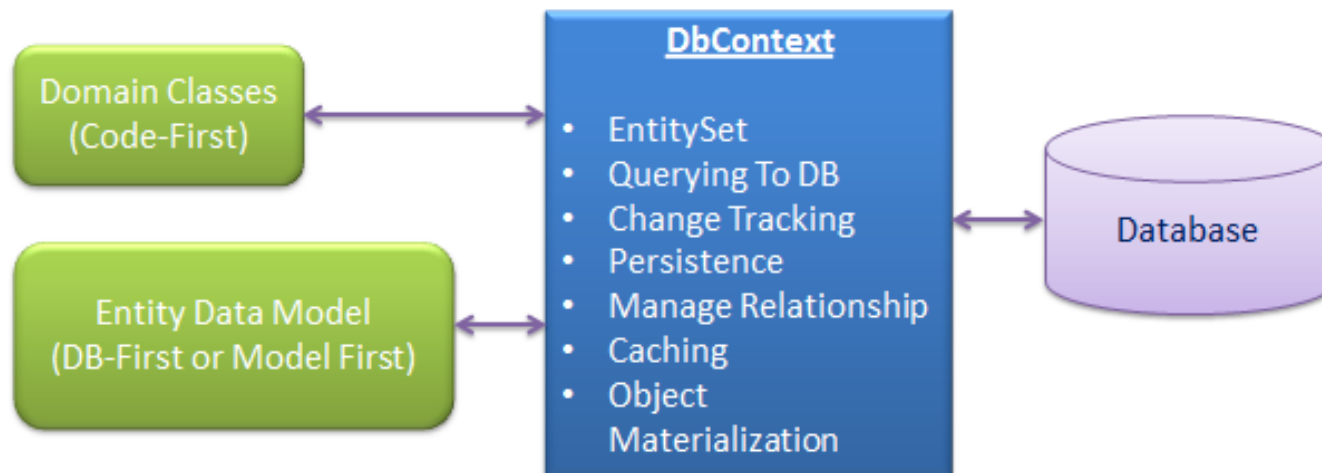 Domain Classes
(Code-First)
Entity Data Model
(DB-First or Model First)
DbContext
• EntitySet
• Querying To DB
• Change Tracking
• Persistence
• Manage Relationship
• Caching
• Object
Materialization
Database